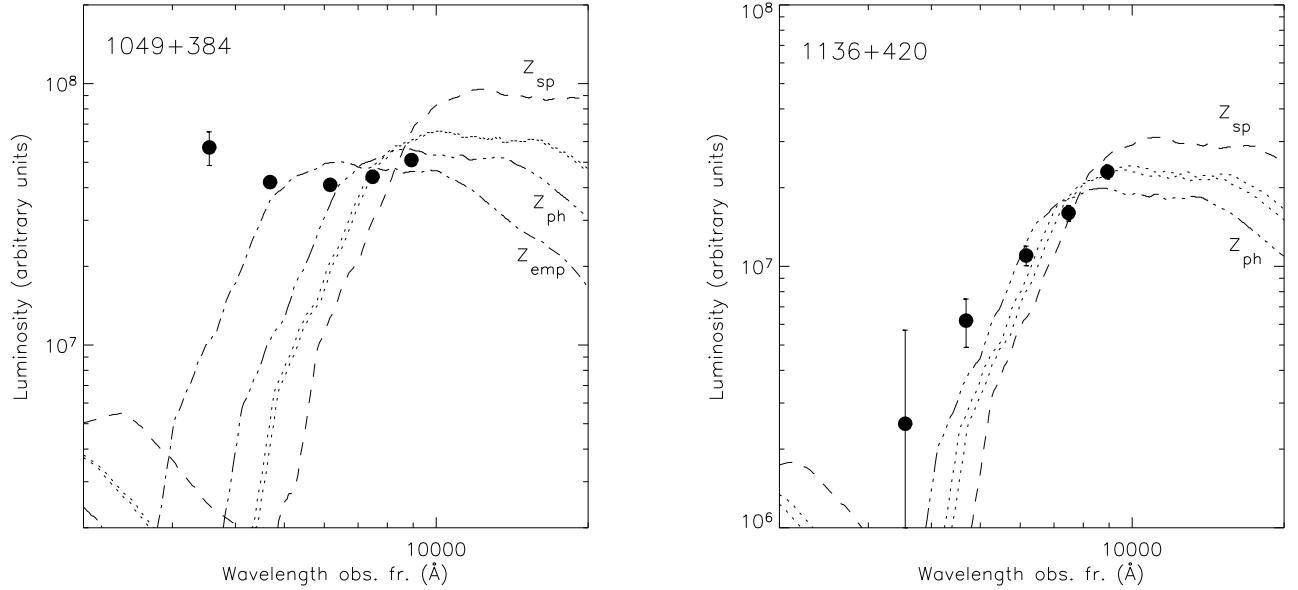 1049+384
Z_sp
Z_ph
Z_emp
10^8
10^7
10000
Luminosity (arbitrary units)
Wavelength obs. fr. (Å)
1136+420
Z_sp
Z_ph
10^8
10^7
10^6
10000
Luminosity (arbitrary units)
Wavelength obs. fr. (Å)